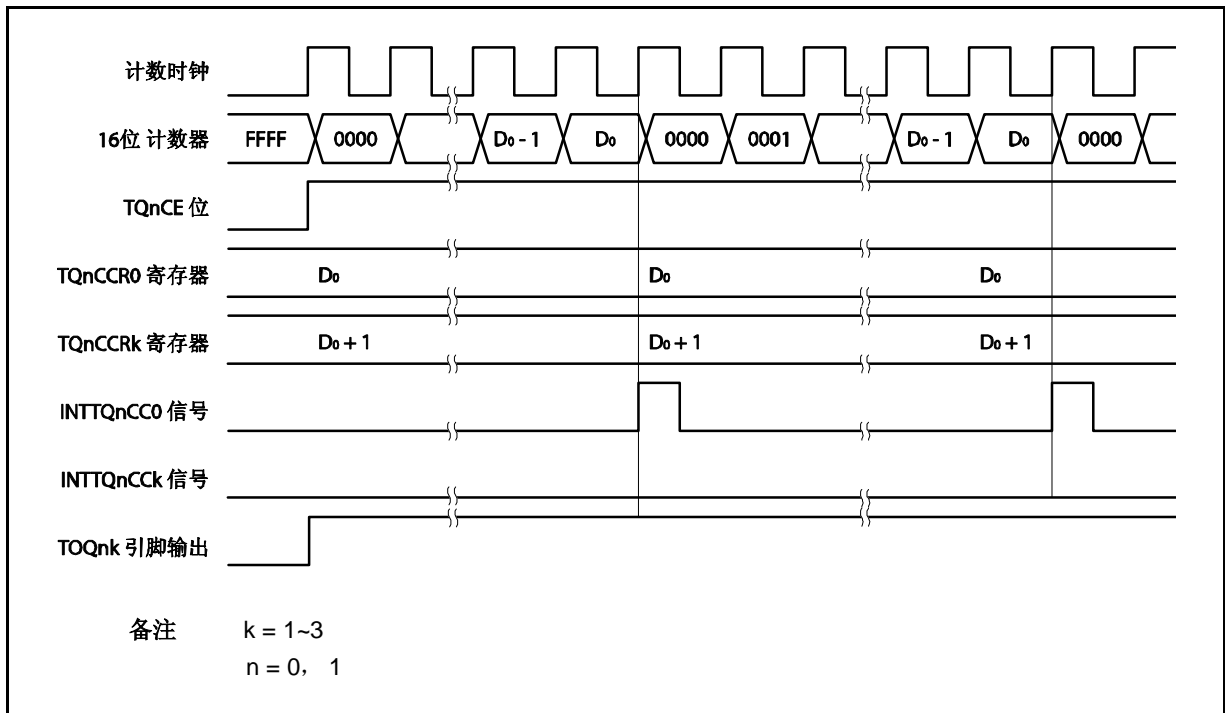 计数时钟
16位 计数器 FFFF 0000 D0 - 1 D0 0000 0001 D0 - 1 D0 0000
TQnCE 位
TQnCCR0 寄存器 D0 D0 D0
TQnCCRk 寄存器 D0 + 1 D0 + 1 D0 + 1
INTTQnCC0 信号
INTTQnCCk 信号
TOQnk 引脚输出
备注 k = 1~3
n = 0， 1